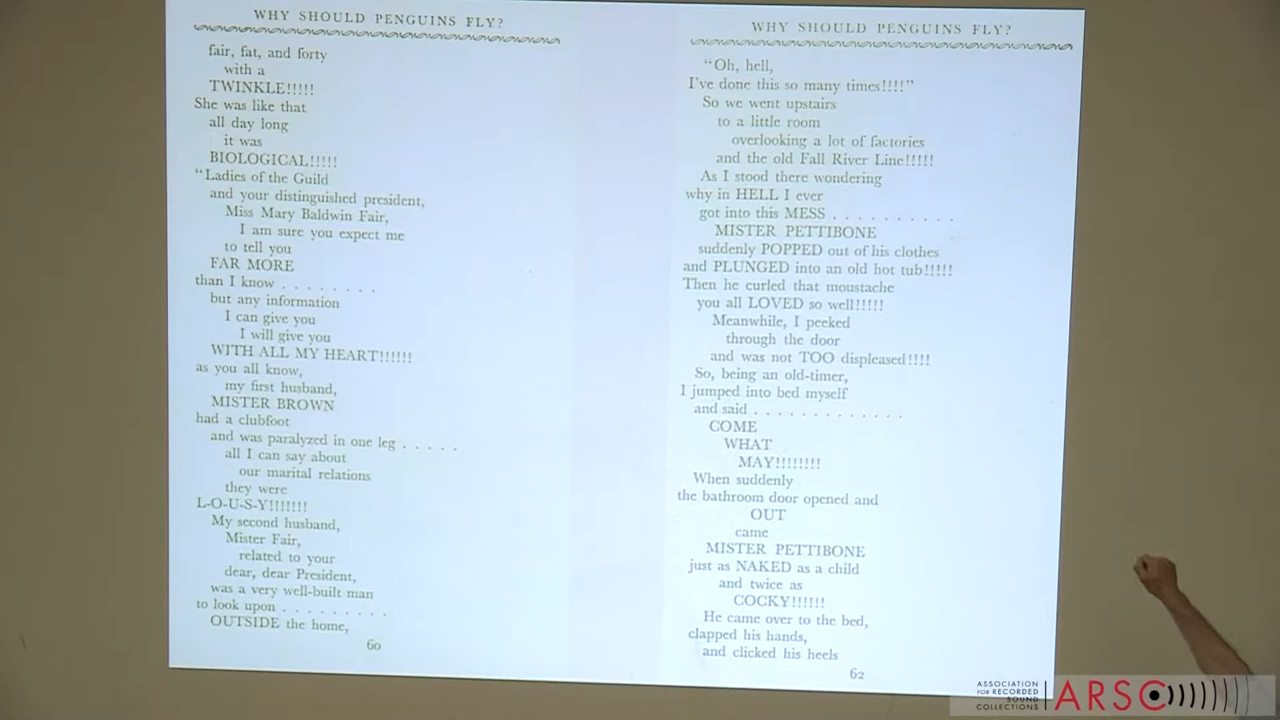 WHY SHOULD PENGUINS FLY?
fair, fat, and forty
with a
TWINKLE!!!!!
She was like that
all day long
it was
BIOLOGICAL!!!!!
"Ladies of the Guild
and your distinguished president,
Miss Mary Baldwin Fair,
I am sure you expect me
to tell you
FAR MORE
than I know . . . . . . . .
but any information
I can give you
I will give you
WITH ALL MY HEART!!!!!!
as you all know,
my first husband,
MISTER BROWN
had a clubfoot
and was paralyzed in one leg . . . . .
all I can say about
our marital relations
they were
L-O-U-S-Y!!!!!!!
My second husband,
Mister Fair,
related to your
dear, dear President,
was a very well-built man
to look upon . . . . . . . . .
OUTSIDE the home,
60
WHY SHOULD PENGUINS FLY?
"Oh, hell,
I've done this so many times!!!!"
So we went upstairs
to a little room
overlooking a lot of factories
and the old Fall River Line!!!!!
As I stood there wondering
why in HELL I ever
got into this MESS . . . . . . . . . .
MISTER PETTIBONE
suddenly POPPED out of his clothes
and PLUNGED into an old hot tub!!!!!
Then he curled that moustache
you all LOVED so well!!!!!
Meanwhile, I peeked
through the door
and was not TOO displeased!!!!
So, being an old-timer,
I jumped into bed myself
and said . . . . . . . . . . . . .
COME
WHAT
MAY!!!!!!!!
When suddenly
the bathroom door opened and
OUT
came
MISTER PETTIBONE
just as NAKED as a child
and twice as
COCKY!!!!!!
He came over to the bed,
clapped his hands,
and clicked his heels
62
ASSOCIATION
FOR RECORDED
SOUND
COLLECTIONS
ARSC